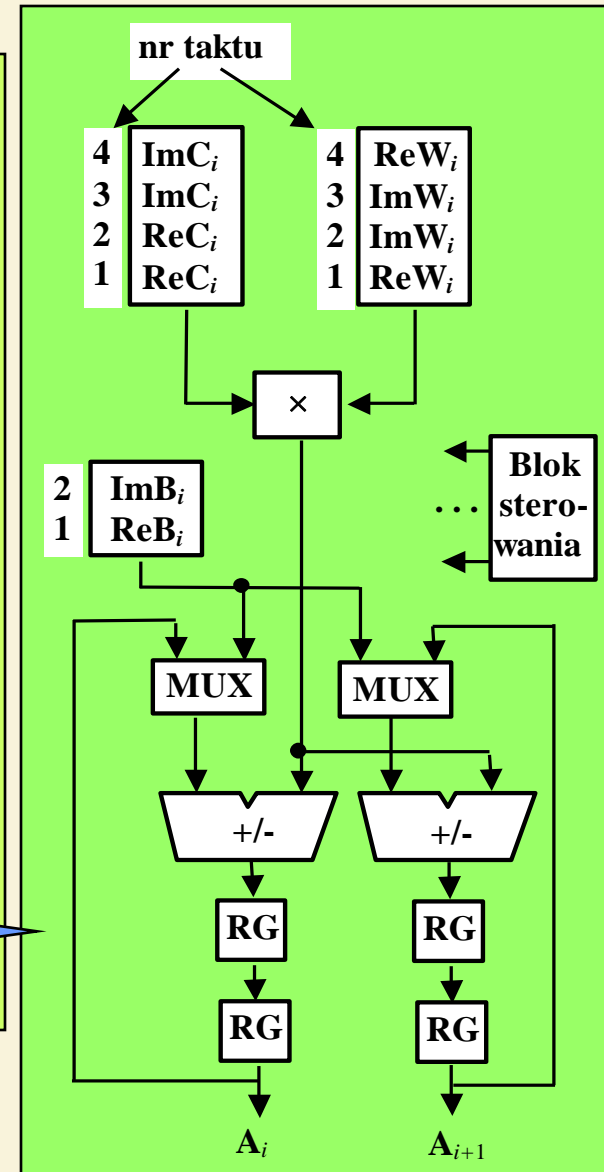 nr taktu
4 ImCᵢ
3 ImCᵢ
2 ReCᵢ
1 ReCᵢ
4 ReWᵢ
3 ImWᵢ
2 ImWᵢ
1 ReWᵢ
×
2 ImBᵢ
1 ReBᵢ
Blok
... stero-
wania
MUX MUX
+/- +/-
RG RG
RG RG
Aᵢ Aᵢ₊₁